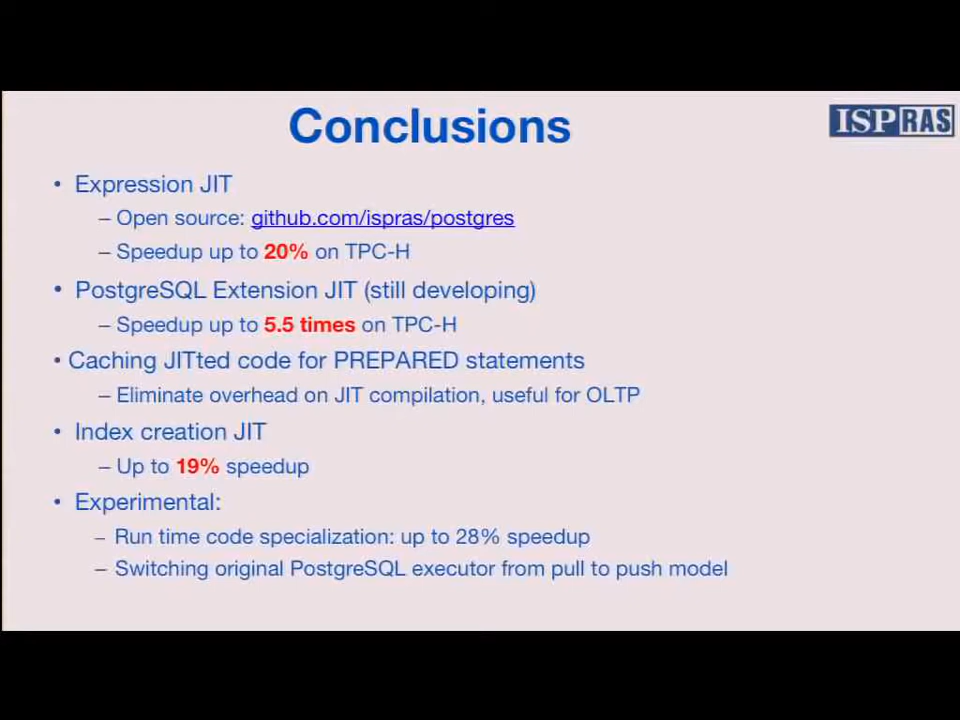 Conclusions
ISPRAS
• Expression JIT
– Open source: github.com/ispras/postgres
– Speedup up to 20% on TPC-H
• PostgreSQL Extension JIT (still developing)
– Speedup up to 5.5 times on TPC-H
• Caching JITted code for PREPARED statements
– Eliminate overhead on JIT compilation, useful for OLTP
• Index creation JIT
– Up to 19% speedup
• Experimental:
– Run time code specialization: up to 28% speedup
– Switching original PostgreSQL executor from pull to push model